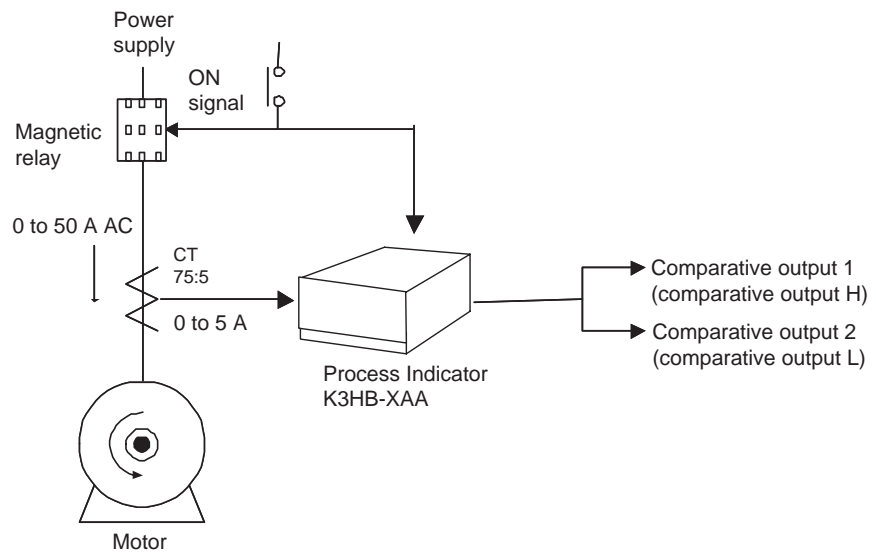 Power
supply
ON
signal
Magnetic
relay
0 to 50 A AC
CT
75:5
0 to 5 A
Comparative output 1
(comparative output H)
Comparative output 2
(comparative output L)
Process Indicator
K3HB-XAA
Motor